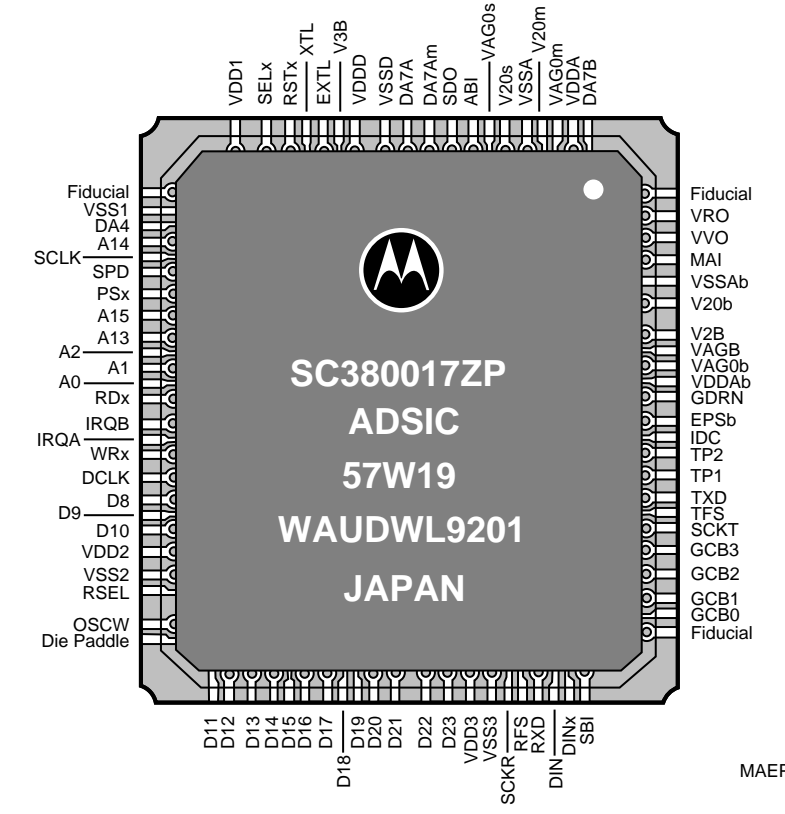 VDD1
SELx
RSTx
XTL
EXTL
V3B
VDDD
VSSD
DA7A
DA7Am
SDO
ABI
VAG0s
V20s
VSSA
V20m
VAG0m
VDDA
DA7B
Fiducial
VSS1
DA4
A14
SCLK
SPD
PSx
A15
A13
A2
A1
A0
RDx
IRQB
IRQA
WRx
DCLK
D8
D9
D10
VDD2
VSS2
RSEL
OSCW
Die Paddle
SC380017ZP
ADSIC
57W19
WAUDWL9201
JAPAN
Fiducial
VRO
VVO
MAI
VSSAb
V20b
V2B
VAGB
VAG0b
VDDAb
GDRN
EPSb
IDC
TP2
TP1
TXD
TFS
SCKT
GCB3
GCB2
GCB1
GCB0
Fiducial
D11
D12
D13
D14
D15
D16
D17
D18
D19
D20
D21
D22
D23
VDD3
VSS3
SCKR
RFS
RXD
DIN
DINx
SBI